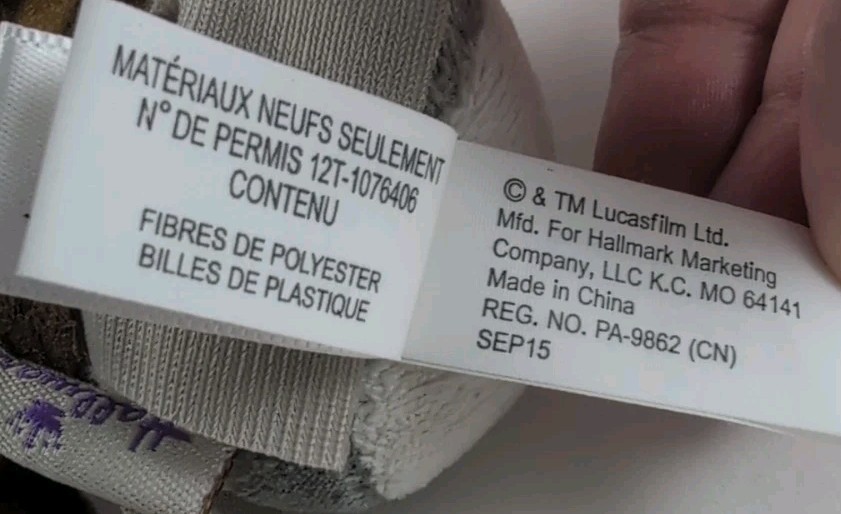 MATÉRIAUX NEUFS SEULEMENT
N° DE PERMIS 12T-1076406
CONTENU
FIBRES DE POLYESTER
BILLES DE PLASTIQUE
© & TM Lucasfilm Ltd.
Mfd. For Hallmark Marketing
Company, LLC K.C. MO 64141
Made in China
REG. NO. PA-9862 (CN)
SEP15